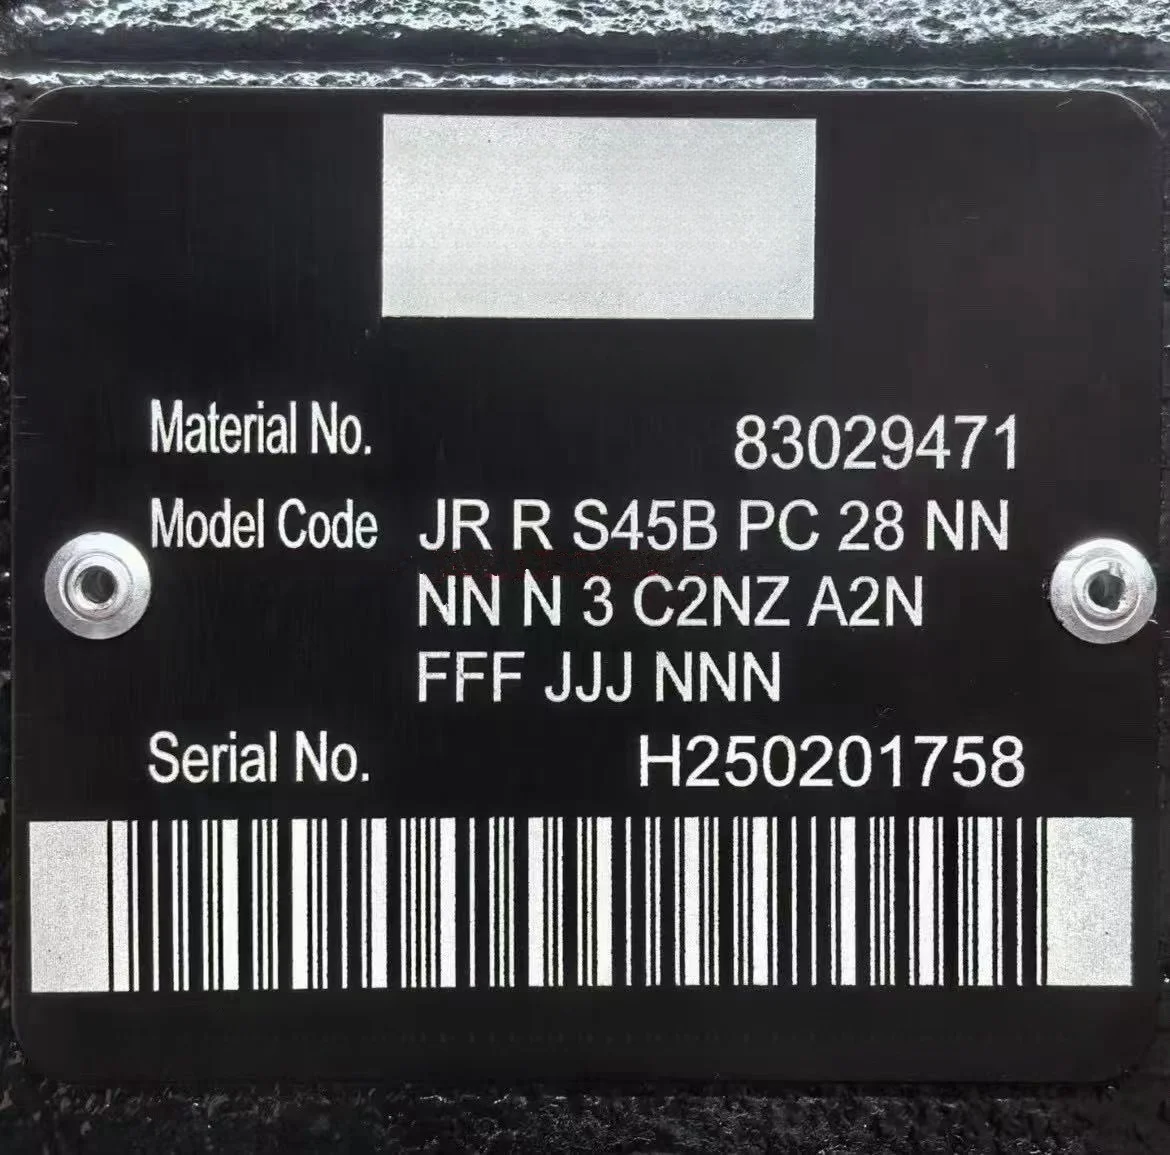 Material No. 83029471
Model Code JR R S45B PC 28 NN
NN N 3 C2NZ A2N
FFF JJJ NNN
Serial No. H250201758